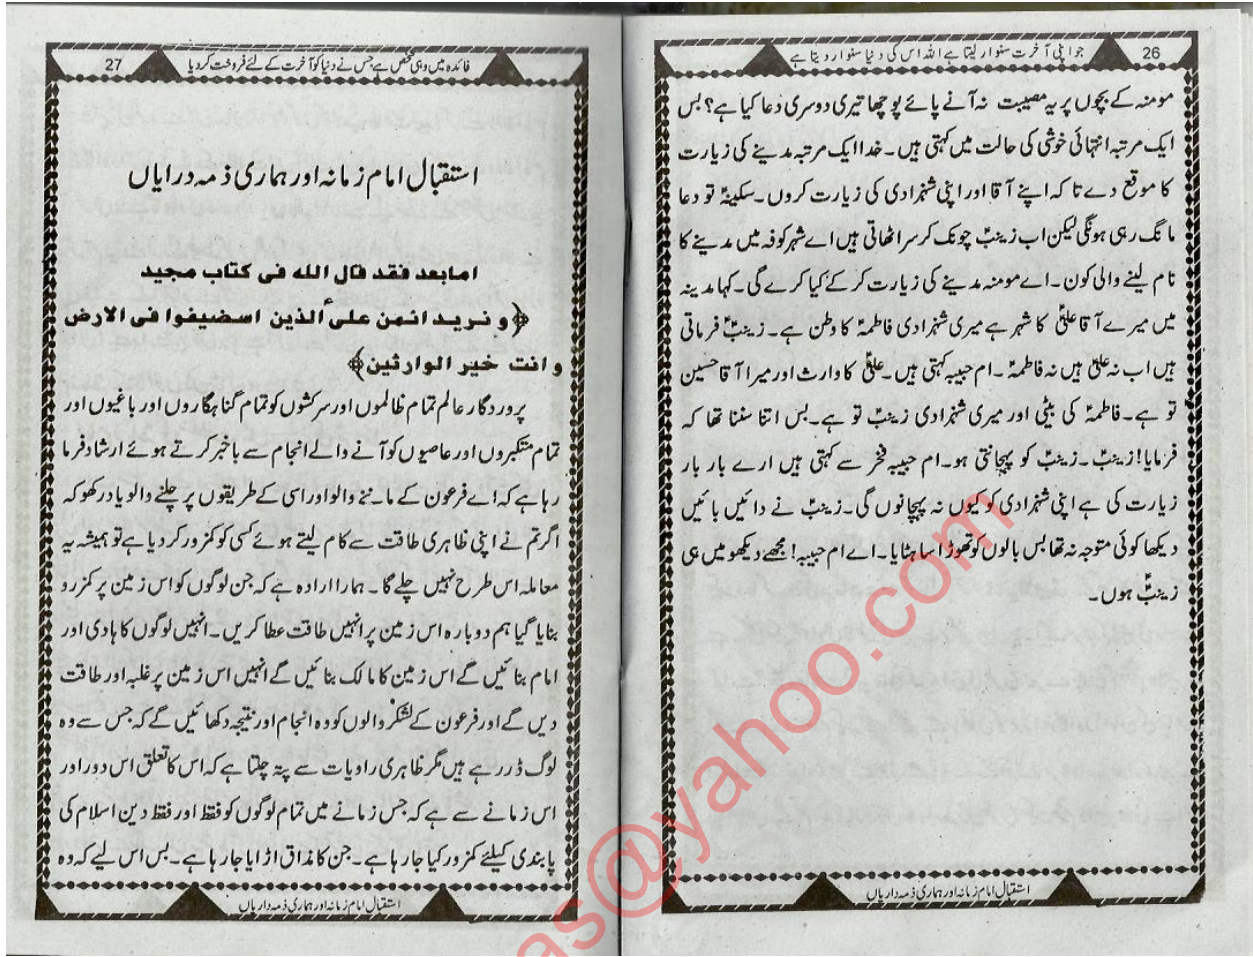 26
جو اپنی آخرت سنوار لیتا ہے اللہ اس کی دنیا سنوار دیتا ہے
مومنہ کے بچوں پر یہ مصیبت نہ آنے پائے پوچھا تیری دوسری دعا کیا ہے؟ بس
ایک مرتبہ انتہائی خوشی کی حالت میں کہتی ہیں۔ خدا ایک مرتبہ مدینے کی زیارت
کا موقع دے تا کہ اپنے آقا اور اپنی شہزادی کی زیارت کروں۔ سکینہؑ تو دعا
مانگ رہی ہونگی لیکن اب زینبؑ چونک کر سر اٹھاتی ہیں اے شہر کوفہ میں مدینے کا
نام لینے والی کون۔ اے مومنہ مدینے کی زیارت کر کے کیا کرے گی۔ کہا مدینہ
میں میرے آقا علیؑ کا شہر ہے میری شہزادی فاطمہؑ کا وطن ہے۔ زینبؑ فرماتی
ہیں اب نہ علیؑ ہیں نہ فاطمہؑ۔ ام حبیبہ کہتی ہیں۔ علیؑ کا وارث اور میرا آقا حسین
تو ہے۔ فاطمہؑ کی بیٹی اور میری شہزادی زینبؑ تو ہے۔ بس اتنا سننا تھا کہ
فرمایا! زینبؑ۔ زینبؑ کو پہچانتی ہو۔ ام حبیبہ فخر سے کہتی ہیں ارے بار بار
زیارت کی ہے اپنی شہزادی کو کیوں نہ پہچانوں گی۔ زینبؑ نے دائیں بائیں
دیکھا کوئی متوجہ نہ تھا بس بالوں کو تھوڑا سا ہٹایا۔ اے ام حبیبہ! مجھے دیکھو میں ہی
زینبؑ ہوں۔
استقبال امام زمانہ اور ہماری ذمہ داریاں
27
فائدہ میں وہی شخص ہے جس نے دنیا کو آخرت کے لئے فروخت کر دیا
استقبال امام زمانہ اور ہماری ذمہ درایاں
امابعد فقد قال الله فی کتاب مجید
﴿و نرید انمن علی الذین اسضیفوا فی الارض
و انت خیر الوارثین﴾
پروردگار عالم تمام ظالموں اور سرکشوں کو تمام گناہگاروں اور باغیوں اور
تمام متکبروں اور عاصیوں کو آنے والے انجام سے باخبر کرتے ہوئے ارشاد فرما
رہا ہے کہ اے فرعون کے ماننے والو اور اسی کے طریقوں پر چلنے والو یاد رکھو کہ
اگر تم نے اپنی ظاہری طاقت سے کام لیتے ہوئے کسی کو کمزور کر دیا ہے تو ہمیشہ یہ
معاملہ اس طرح نہیں چلے گا۔ ہمارا ارادہ ہے کہ جن لوگوں کو اس زمین پر کمزور
بنایا گیا ہم دوبارہ اس زمین پر انہیں طاقت عطا کریں۔ انہیں لوگوں کا ہادی اور
امام بنائیں گے اس زمین کا مالک بنائیں گے انہیں اس زمین پر غلبہ اور طاقت
دیں گے اور فرعون کے لشکر والوں کو وہ انجام اور نتیجہ دکھائیں گے کہ جس سے وہ
لوگ ڈر رہے ہیں مگر ظاہری راویات سے پتہ چلتا ہے کہ اس کا تعلق اس دور اور
اس زمانے سے ہے کہ جس زمانے میں تمام لوگوں کو فقط اور فقط دین اسلام کی
پابندی کیلئے کمزور کیا جا رہا ہے۔ جن کا مذاق اڑایا جا رہا ہے۔ بس اس لیے کہ وہ
استقبال امام زمانہ اور ہماری ذمہ داریاں
as@yahoo.com